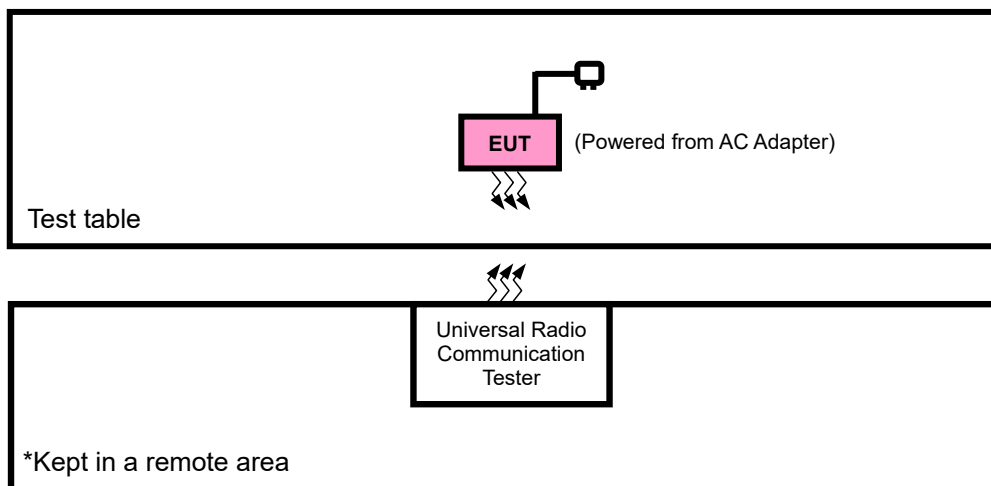 EUT
(Powered from AC Adapter)
Test table
Universal Radio
Communication
Tester
*Kept in a remote area